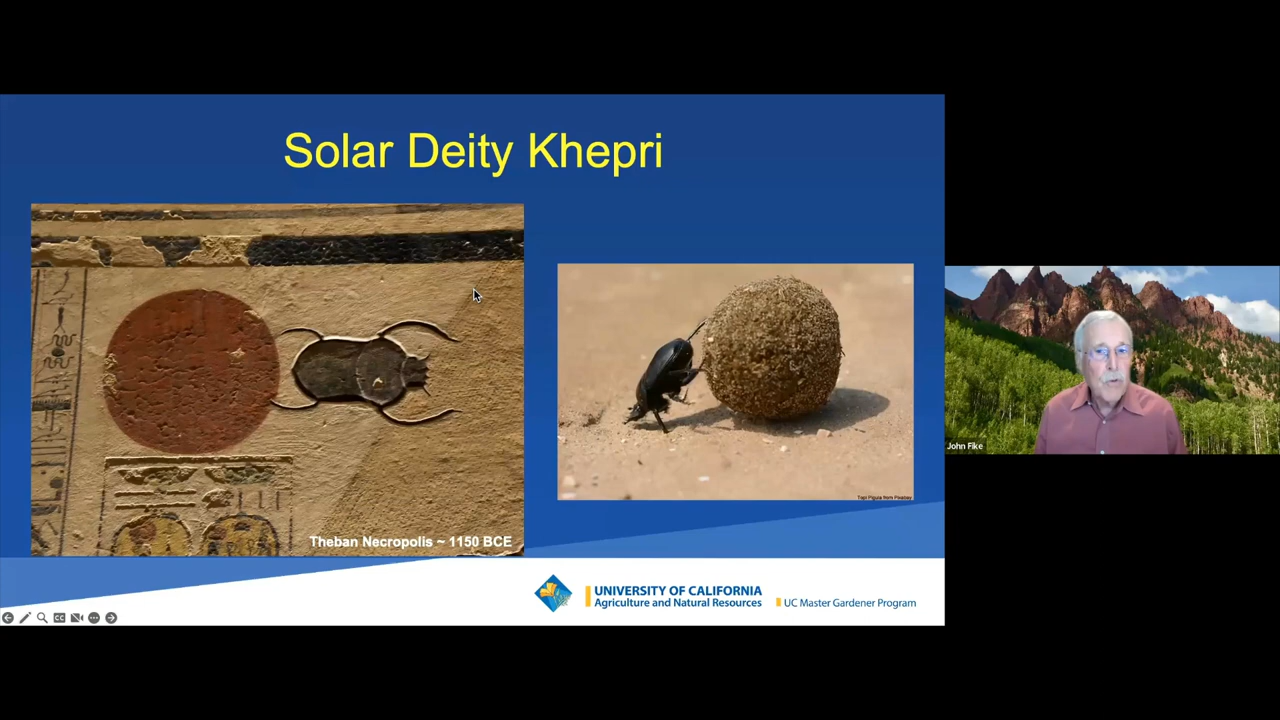 Solar Deity Khepri
Theban Necropolis ~ 1150 BCE
UNIVERSITY OF CALIFORNIA
Agriculture and Natural Resources
UC Master Gardener Program
John Fike
CC